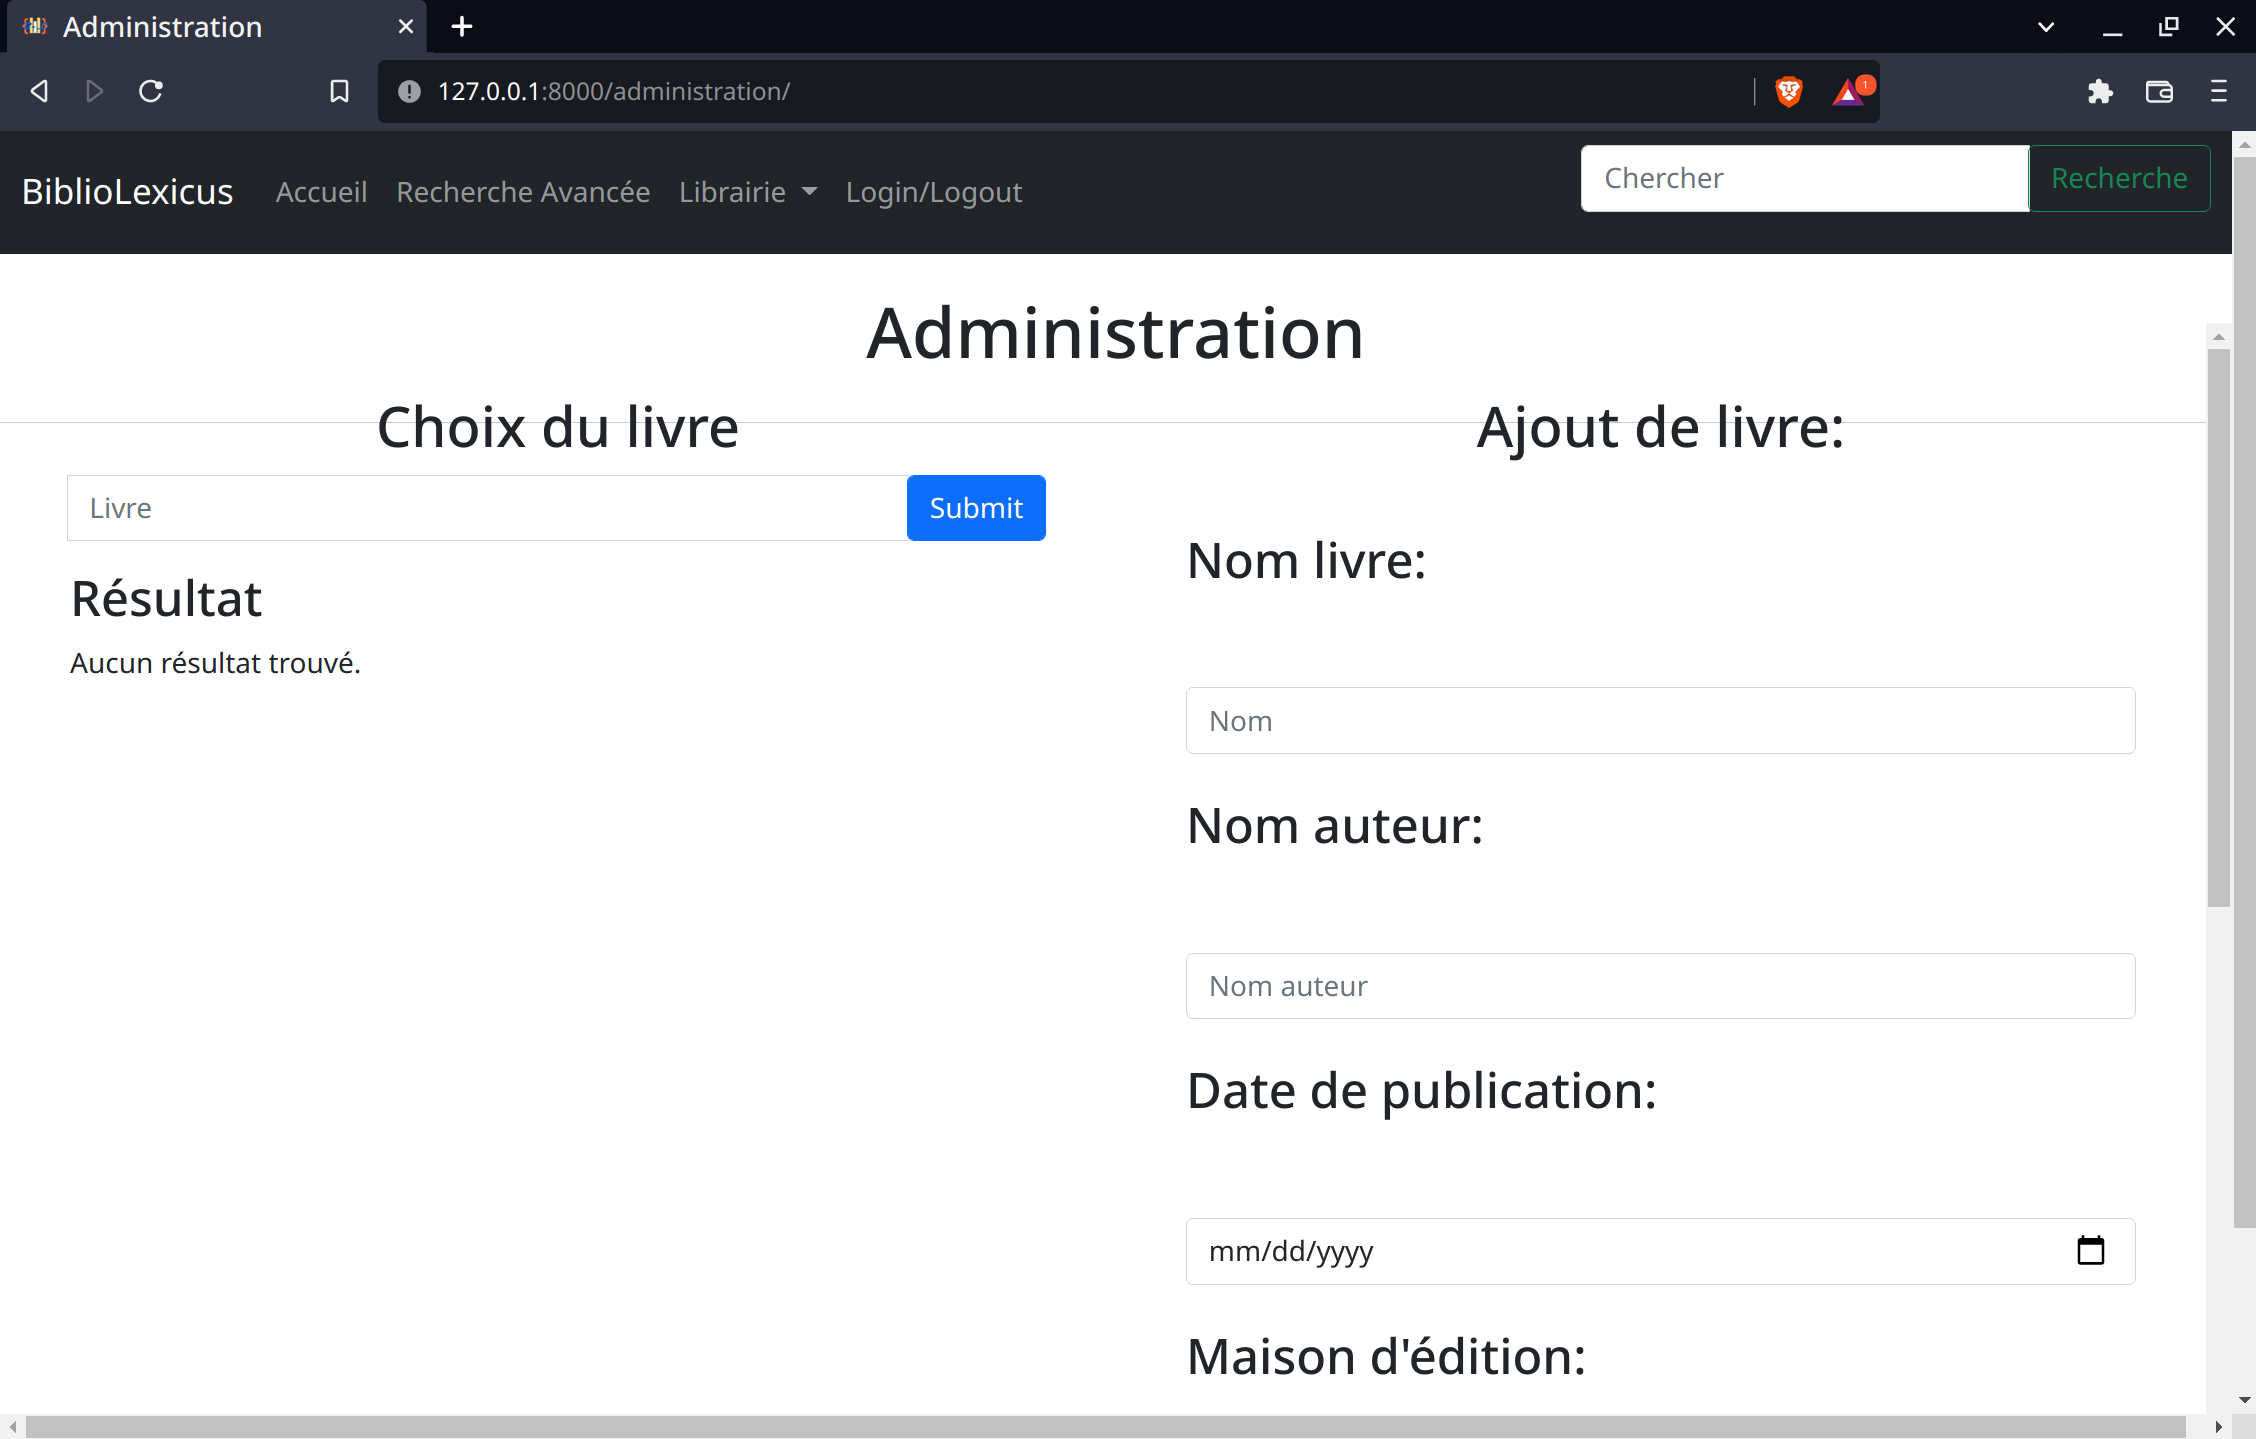 Administration
127.0.0.1:8000/administration/
1
BiblioLexicus Accueil Recherche Avancée Librairie Login/Logout Chercher Recherche
Administration
Choix du livre
Livre Submit
Résultat
Aucun résultat trouvé.
Ajout de livre:
Nom livre:
Nom
Nom auteur:
Nom auteur
Date de publication:
mm/dd/yyyy
Maison d'édition: